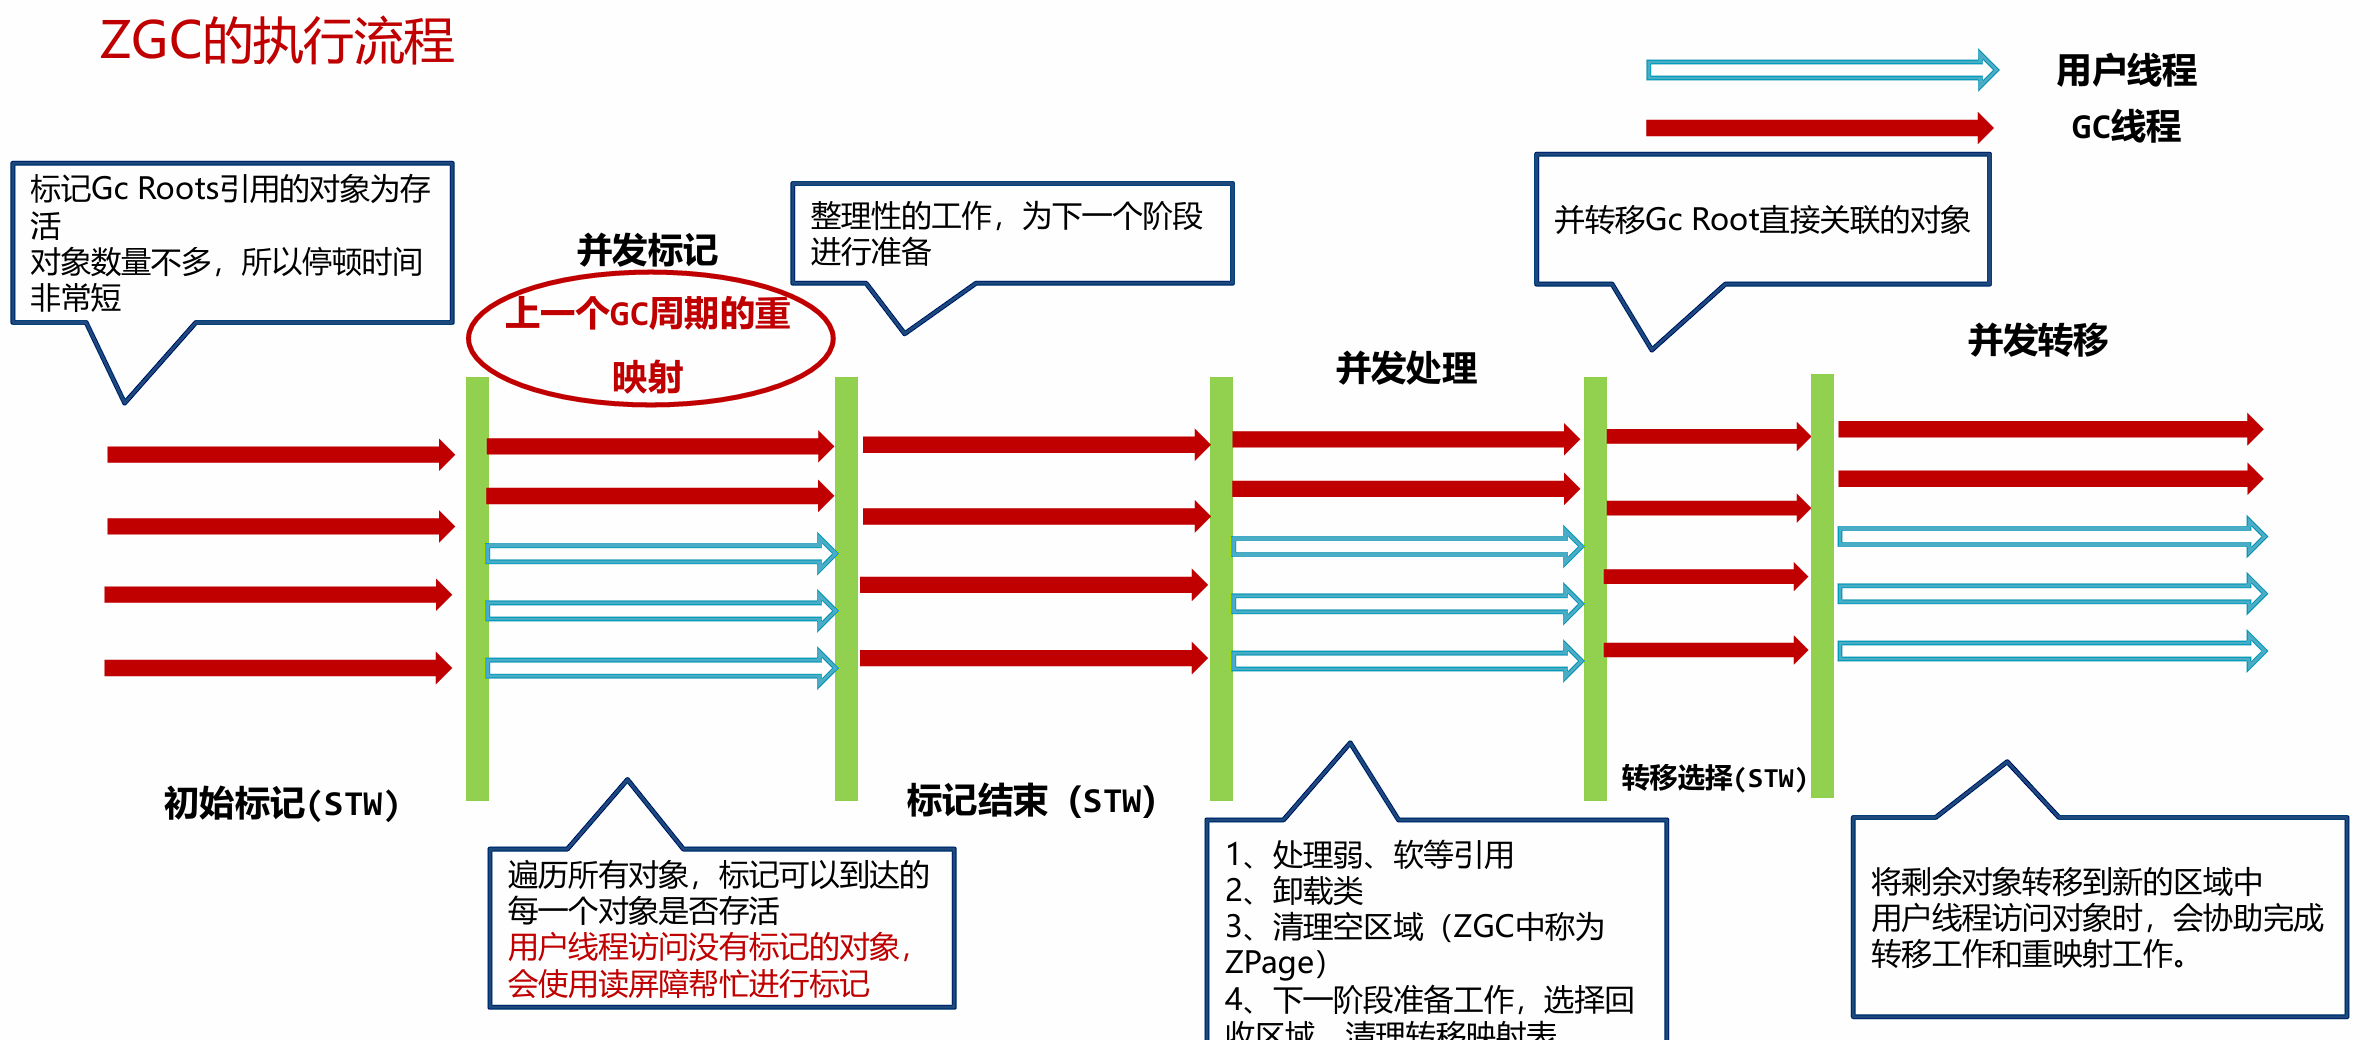 ZGC的执行流程
用户线程
GC线程
标记Gc Roots引用的对象为存
活
对象数量不多，所以停顿时间
非常短
并发标记
上一个GC周期的重
映射
整理性的工作，为下一个阶段
进行准备
并转移Gc Root直接关联的对象
并发处理
并发转移
初始标记(STW)
标记结束（STW）
转移选择(STW)
遍历所有对象，标记可以到达的
每一个对象是否存活
用户线程访问没有标记的对象，
会使用读屏障帮忙进行标记
1、处理弱、软等引用
2、卸载类
3、清理空区域（ZGC中称为
ZPage）
4、下一阶段准备工作，选择回
收区域、清理转移映射表
将剩余对象转移到新的区域中
用户线程访问对象时，会协助完成
转移工作和重映射工作。